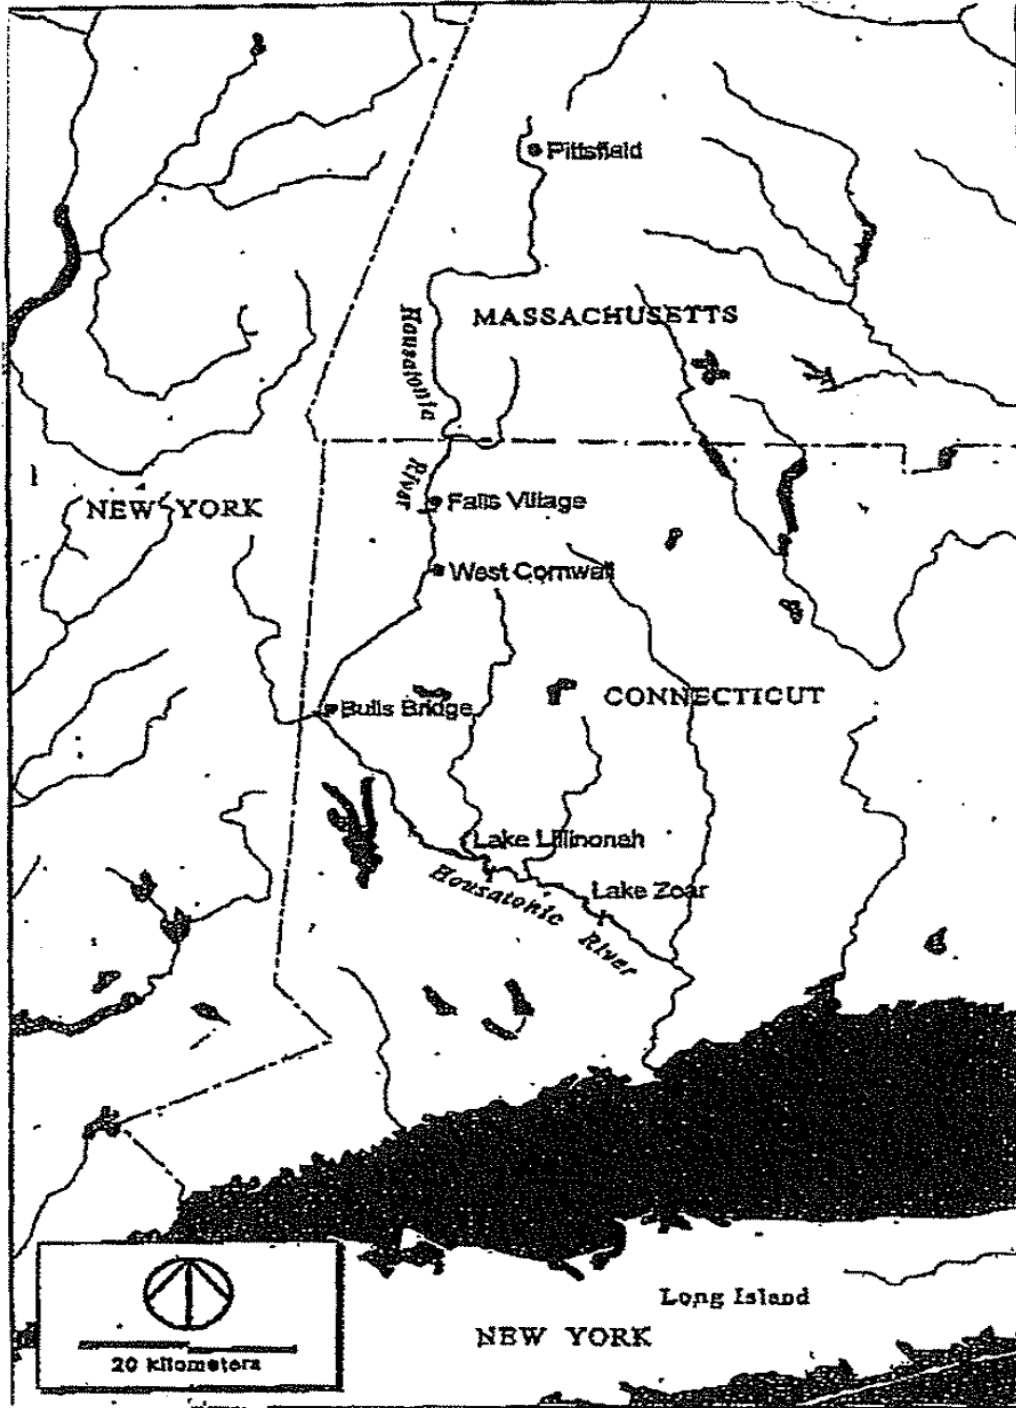 Pittsfield
MASSACHUSETTS
Housatonic
River
NEW YORK
Falls Village
West Cornwall
CONNECTICUT
Bulls Bridge
Lake Lillinonah
Housatonic
River
Lake Zoar
Long Island
NEW YORK
20 kilometers